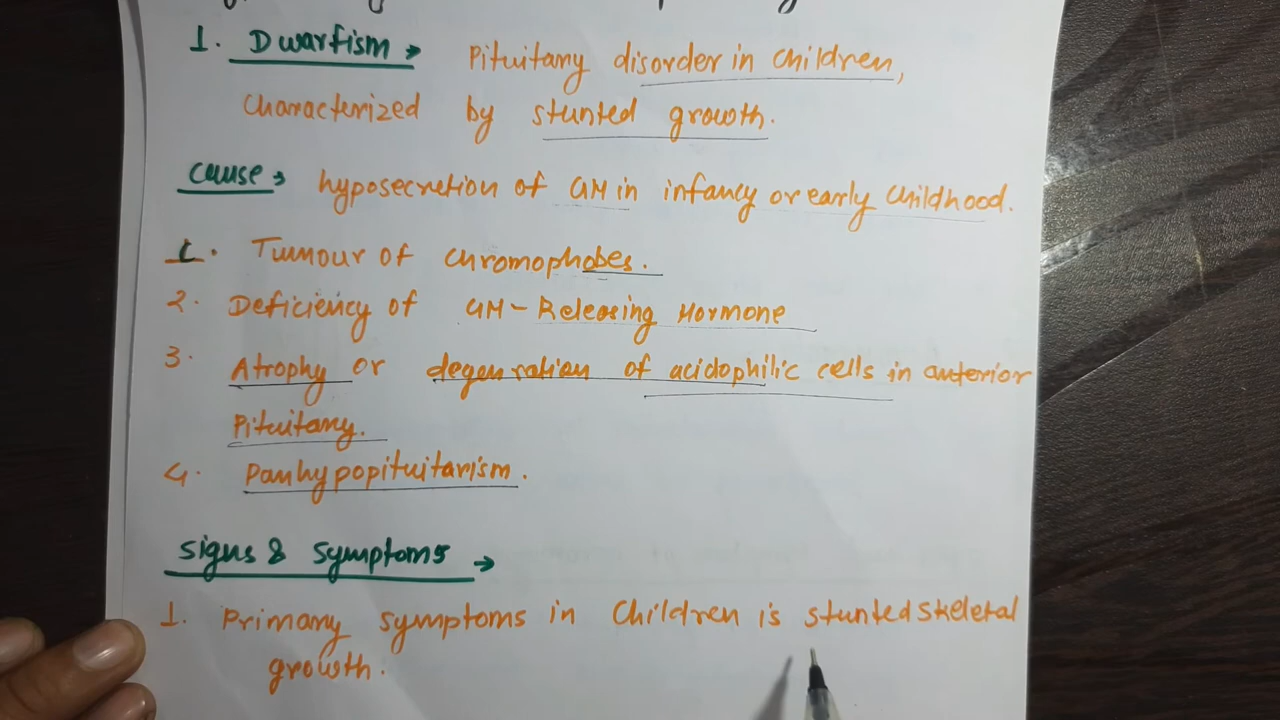 1. Dwarfism → Pituitary disorder in children,
characterized by stunted growth.
Cause → hyposecretion of GH in infancy or early childhood.
1. Tumour of chromophobes.
2. Deficiency of GH-Releasing Hormone
3. Atrophy or degenration of acidophilic cells in anterior
Pituitary.
4. Panhypopituitarism.
Signs & symptoms →
1. Primary symptoms in children is stunted skeletal
growth.